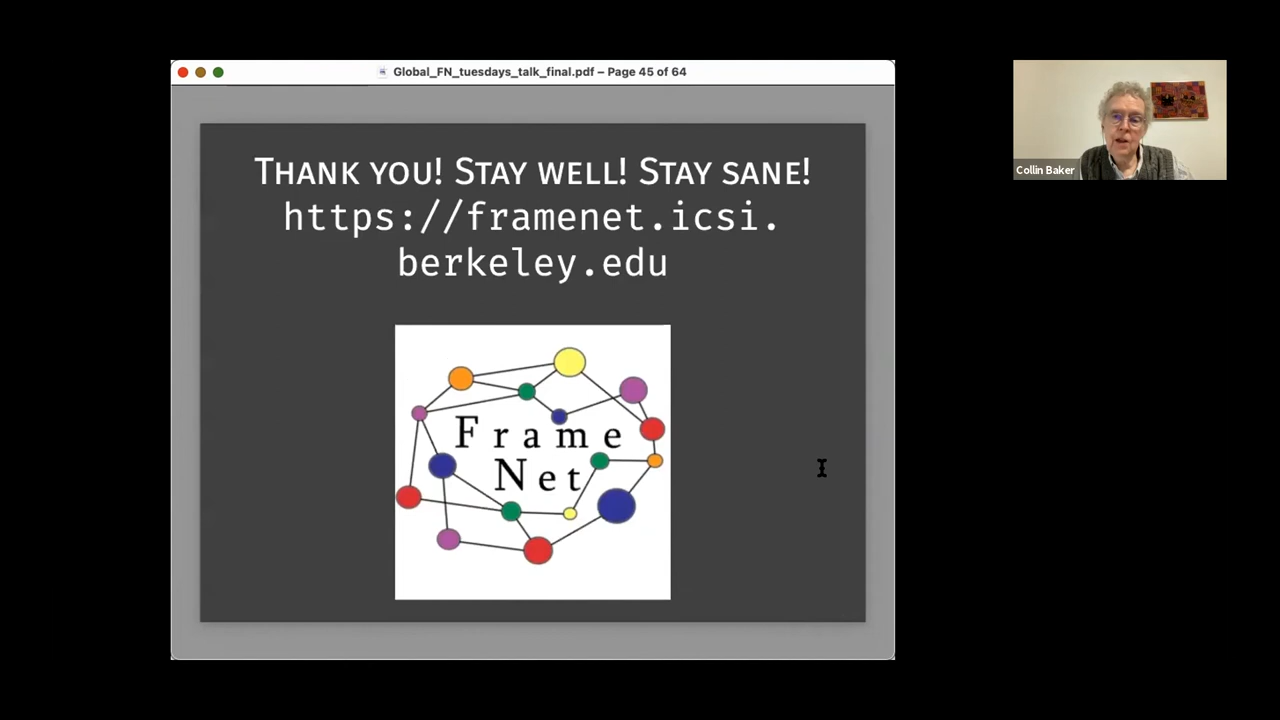 Global_FN_tuesdays_talk_final.pdf – Page 45 of 64
THANK YOU! STAY WELL! STAY SANE!
https://framenet.icsi.
berkeley.edu
Frame
Net
Collin Baker